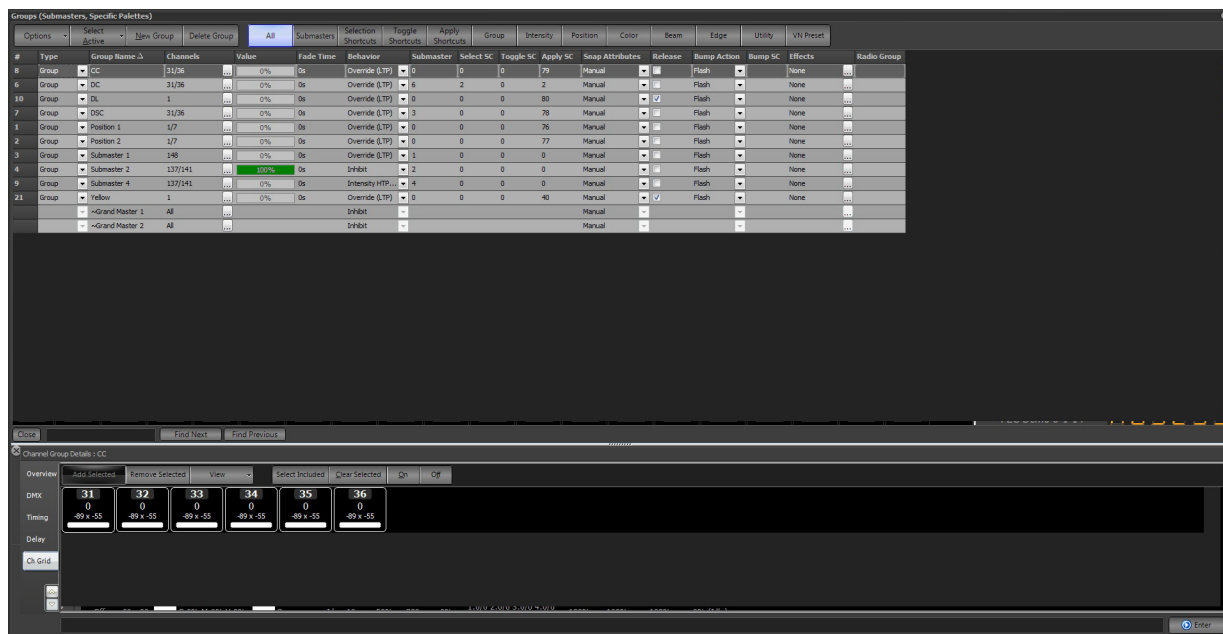 Groups (Submasters, Specific Palettes)
Options Select Active New Group Delete Group All Submasters Selection Shortcuts Toggle Shortcuts Apply Shortcuts Group Intensity Position Color Beam Edge Utility VN Preset
# Type Group Name Channels Value Fade Time Behavior Submaster Select SC Toggle SC Apply SC Snap Attributes Release Bump Action Bump SC Effects Radio Group
8 Group CC 31/36 ... 0% 0s Override (LTP) 0 0 0 79 Manual Flash None ...
6 Group DC 31/36 ... 0% 0s Override (LTP) 6 2 0 2 Manual Flash None ...
10 Group DL 1 ... 0% 0s Override (LTP) 0 0 0 80 Manual Flash None ...
7 Group DSC 31/36 ... 0% 0s Override (LTP) 3 0 0 78 Manual Flash None ...
1 Group Position 1 1/7 ... 0% 0s Override (LTP) 0 0 0 76 Manual Flash None ...
2 Group Position 2 1/7 ... 0% 0s Override (LTP) 0 0 0 77 Manual Flash None ...
3 Group Submaster 1 148 ... 0% 0s Override (LTP) 1 0 0 0 Manual Flash None ...
4 Group Submaster 2 137/141 ... 100% 0s Inhibit 2 0 0 0 Manual Flash None ...
9 Group Submaster 4 137/141 ... 0% 0s Intensity HTP... 4 0 0 0 Manual Flash None ...
21 Group Yellow 1 ... 0% 0s Override (LTP) 0 0 0 40 Manual Flash None ...
~Grand Master 1 All ... Inhibit Manual ...
~Grand Master 2 All ... Inhibit Manual ...
Close Find Next Find Previous
Channel Group Details : CC
Overview Add Selected Remove Selected View Select Included Clear Selected On Off
DMX
31 32 33 34 35 36
0 0 0 0 0 0
-89 x -55 -89 x -55 -89 x -55 -89 x -55 -89 x -55 -89 x -55
Timing
Delay
Ch Grid
Enter